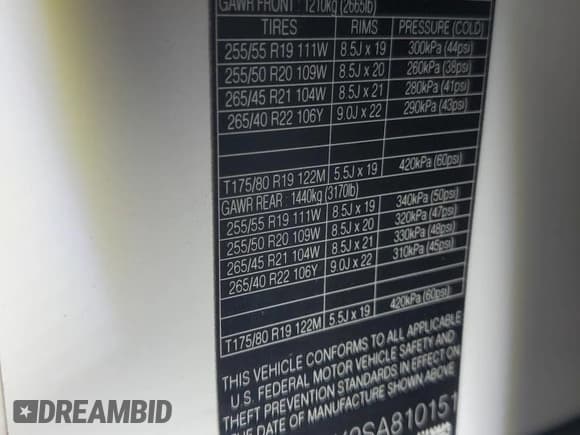 GAWR FRONT : 1210kg (2665lb)
TIRES RIMS PRESSURE (COLD)
255/55 R19 111W 8.5J x 19 300kPa (44psi)
255/50 R20 109W 8.5J x 20 260kPa (38psi)
265/45 R21 104W 8.5J x 21 280kPa (41psi)
265/40 R22 106Y 9.0J x 22 290kPa (43psi)
T175/80 R19 122M 5.5J x 19 420kPa (60psi)
GAWR REAR : 1440kg (3170lb)
255/55 R19 111W 8.5J x 19 340kPa (50psi)
255/50 R20 109W 8.5J x 20 320kPa (47psi)
265/45 R21 104W 8.5J x 21 330kPa (48psi)
265/40 R22 106Y 9.0J x 22 310kPa (45psi)
T175/80 R19 122M 5.5J x 19 420kPa (60psi)
THIS VEHICLE CONFORMS TO ALL APPLICABLE
U.S. FEDERAL MOTOR VEHICLE SAFETY AND
THEFT PREVENTION STANDARDS IN EFFECT ON
THE DATE OF MANUFACTURE SHOWN ABOVE
SA810151
DREAMBID